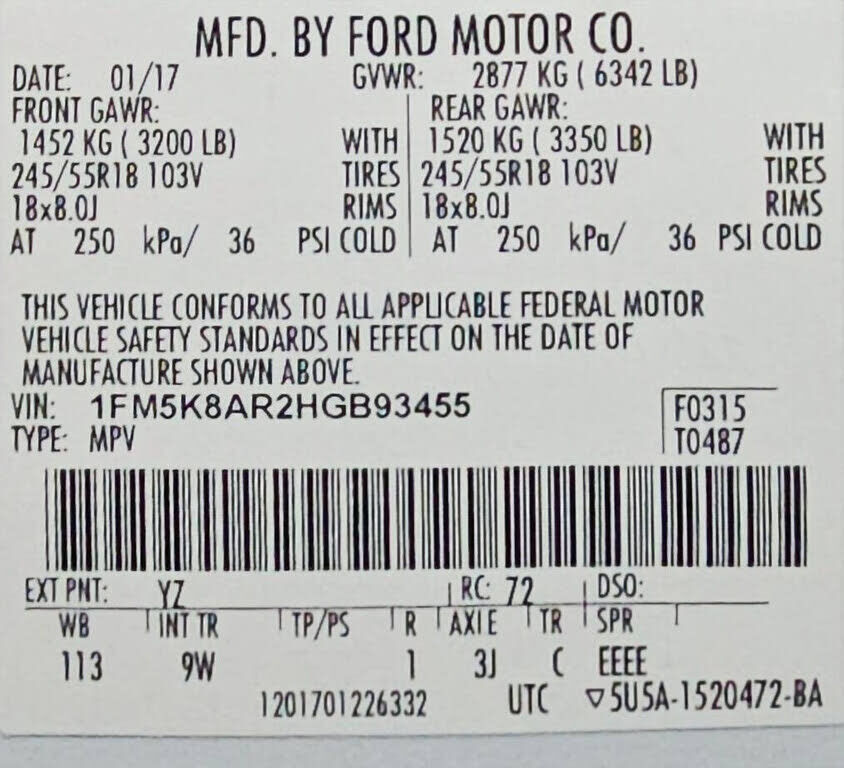 MFD. BY FORD MOTOR CO.
DATE: 01/17 GVWR: 2877 KG ( 6342 LB)
FRONT GAWR: REAR GAWR:
1452 KG ( 3200 LB) WITH 1520 KG ( 3350 LB) WITH
245/55R18 103V TIRES 245/55R18 103V TIRES
18x8.0J RIMS 18x8.0J RIMS
AT 250 kPa/ 36 PSI COLD AT 250 kPa/ 36 PSI COLD
THIS VEHICLE CONFORMS TO ALL APPLICABLE FEDERAL MOTOR
VEHICLE SAFETY STANDARDS IN EFFECT ON THE DATE OF
MANUFACTURE SHOWN ABOVE.
VIN: 1FM5K8AR2HGB93455 F0315
TYPE: MPV T0487
EXT PNT: YZ RC: 72 DSO:
WB INT TR TP/PS R AXLE TR SPR
113 9W 1 3J C EEEE
1201701226332 UTC ▽5U5A-1520472-BA